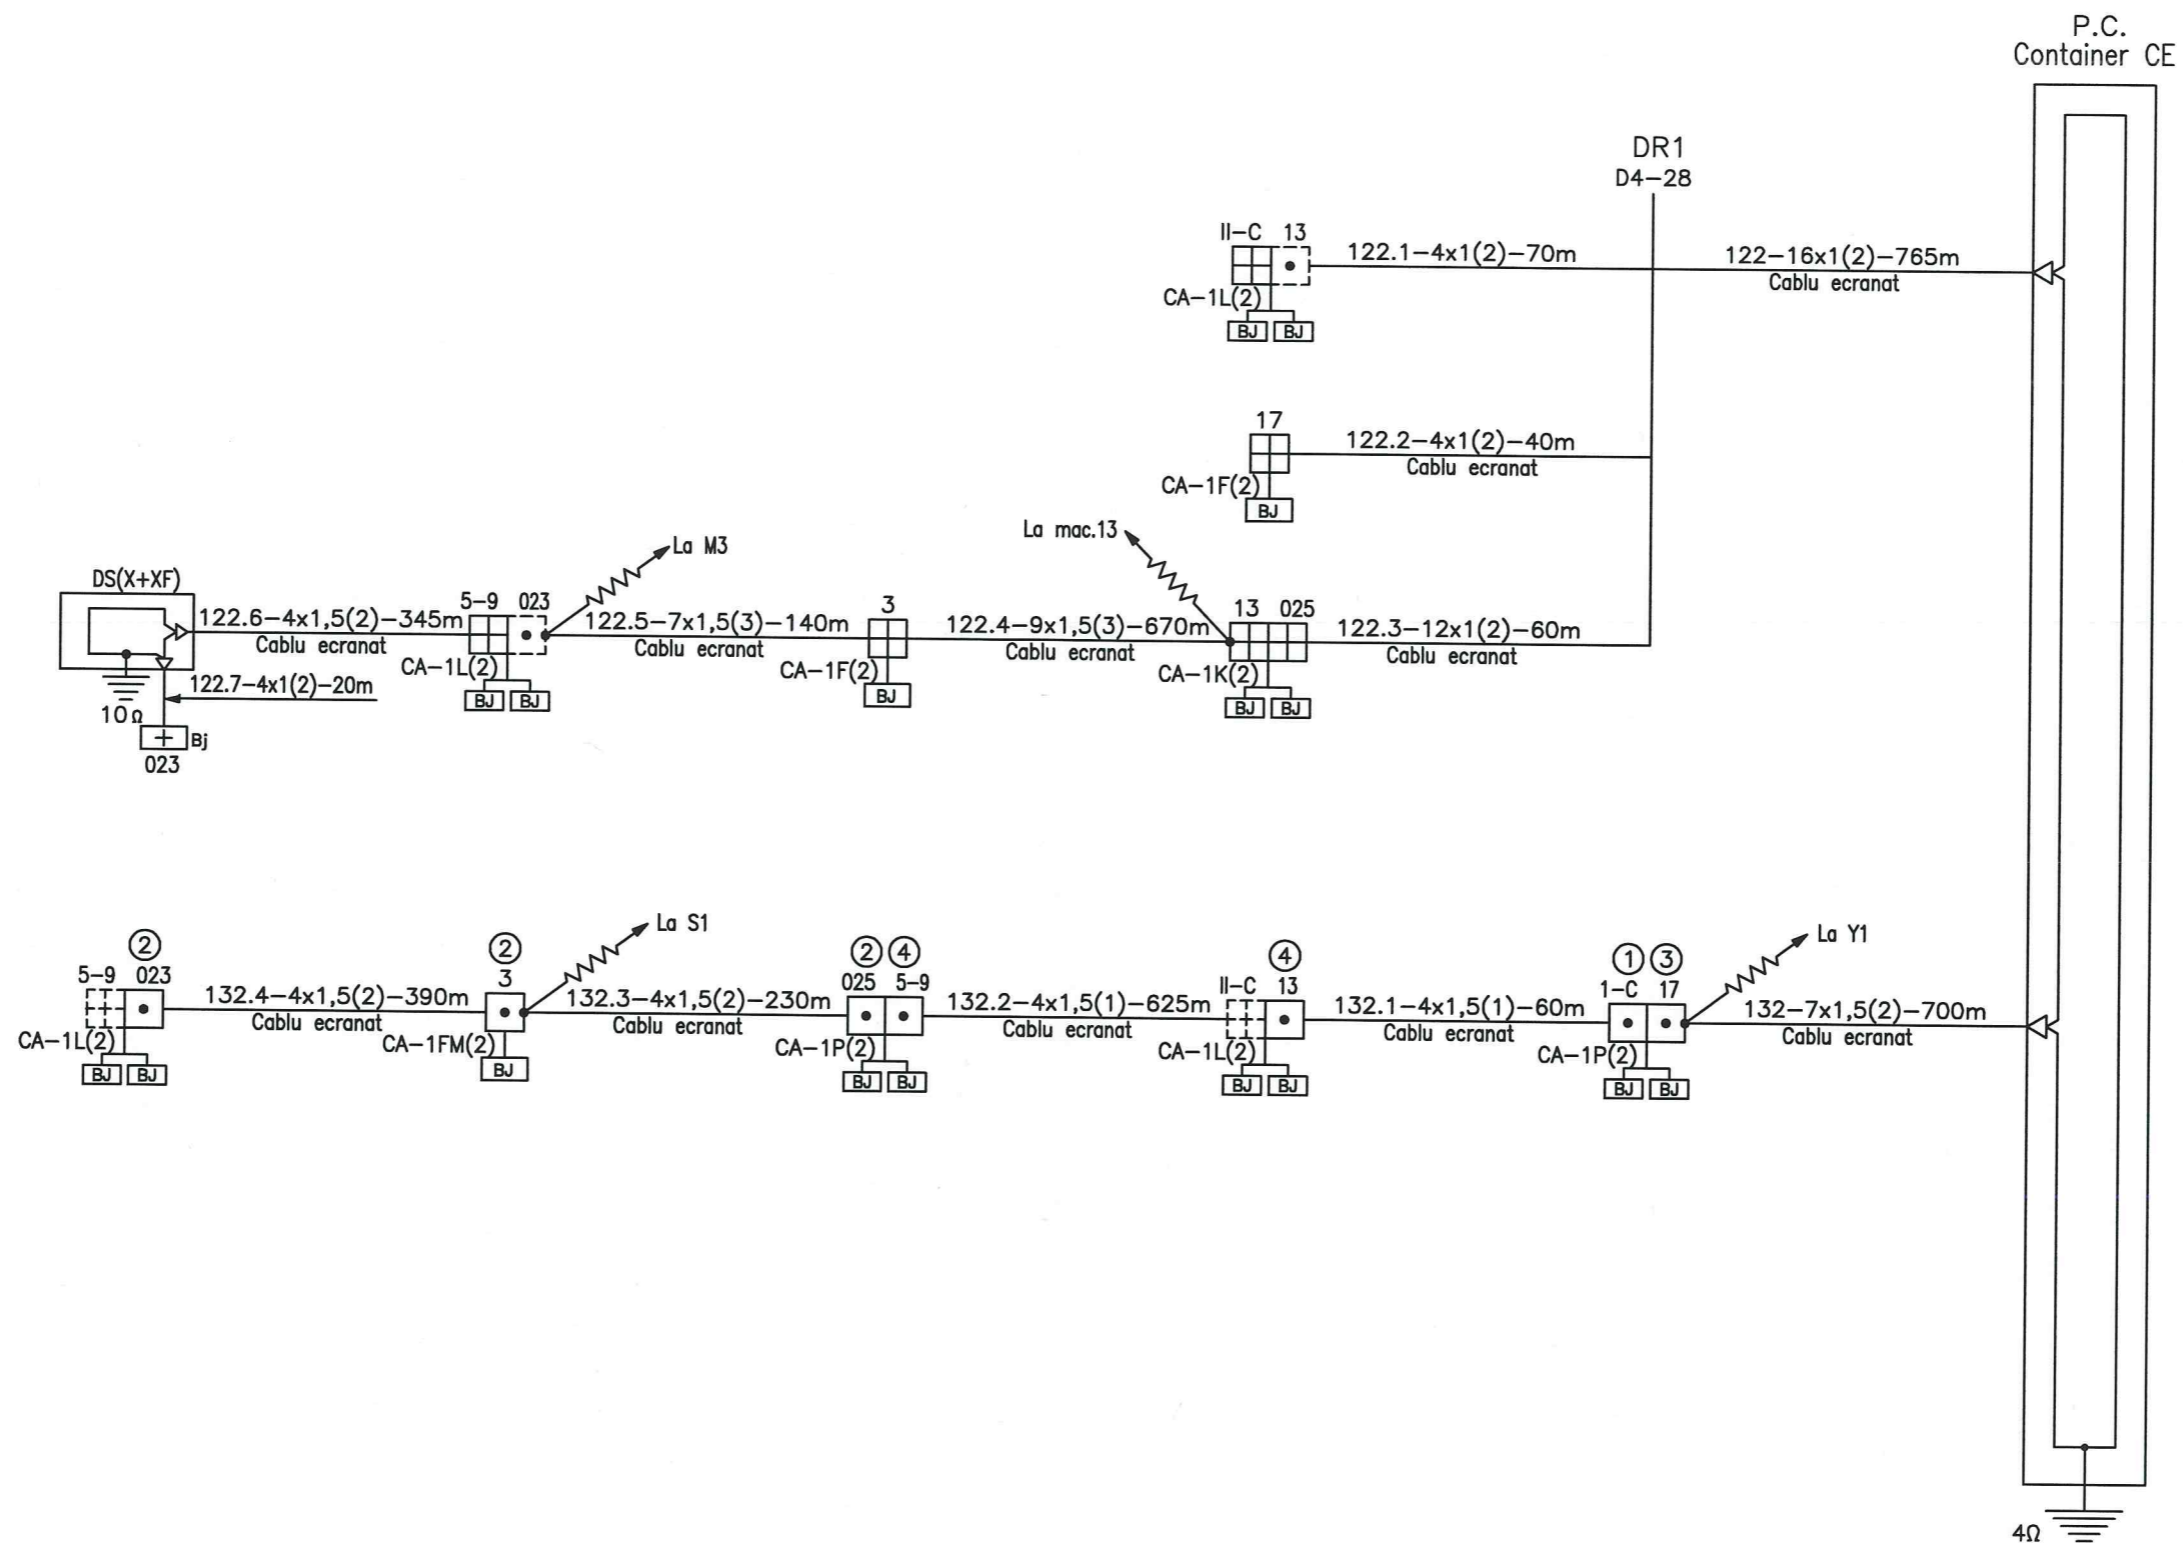 P.C.
Container CE
DR1
D4-28
II-C 13
122.1-4x1(2)-70m
122-16x1(2)-765m
Cablu ecranat
CA-1L(2)
BJ BJ
17
122.2-4x1(2)-40m
Cablu ecranat
CA-1F(2)
BJ
La mac.13
La M3
DS(X+XF)
122.6-4x1,5(2)-345m
Cablu ecranat
5-9 023
122.5-7x1,5(3)-140m
Cablu ecranat
3
122.4-9x1,5(3)-670m
Cablu ecranat
13 025
122.3-12x1(2)-60m
Cablu ecranat
CA-1L(2)
BJ BJ
CA-1F(2)
BJ
CA-1K(2)
BJ BJ
122.7-4x1(2)-20m
10Ω
Bj
023
La S1
La Y1
2
5-9 023
132.4-4x1,5(2)-390m
Cablu ecranat
CA-1L(2)
BJ BJ
2
3
132.3-4x1,5(2)-230m
Cablu ecranat
CA-1FM(2)
BJ
2 4
025 5-9
132.2-4x1,5(1)-625m
Cablu ecranat
CA-1P(2)
BJ BJ
4
II-C 13
132.1-4x1,5(1)-60m
Cablu ecranat
CA-1L(2)
BJ BJ
1 3
1-C 17
132-7x1,5(2)-700m
Cablu ecranat
CA-1P(2)
BJ BJ
4Ω